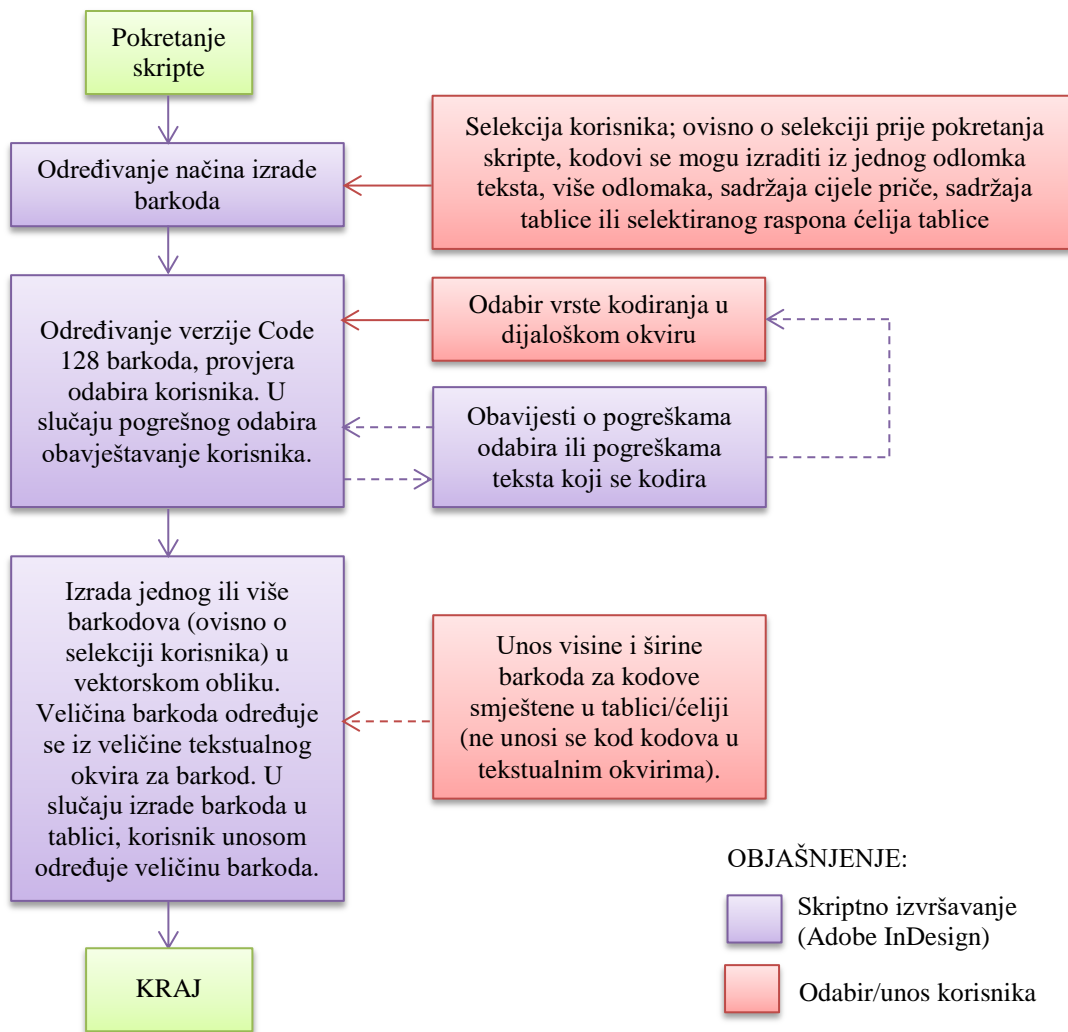 Pokretanje
skripte
Određivanje načina izrade
barkoda
Selekcija korisnika; ovisno o selekciji prije pokretanja
skripte, kodovi se mogu izraditi iz jednog odlomka
teksta, više odlomaka, sadržaja cijele priče, sadržaja
tablice ili selektiranog raspona ćelija tablice
Određivanje verzije Code
128 barkoda, provjera
odabira korisnika. U
slučaju pogrešnog odabira
obavještavanje korisnika.
Odabir vrste kodiranja u
dijaloškom okviru
Obavijesti o pogreškama
odabira ili pogreškama
teksta koji se kodira
Izrada jednog ili više
barkodova (ovisno o
selekciji korisnika) u
vektorskom obliku.
Veličina barkoda određuje
se iz veličine tekstualnog
okvira za barkod. U
slučaju izrade barkoda u
tablici, korisnik unosom
određuje veličinu barkoda.
Unos visine i širine
barkoda za kodove
smještene u tablici/ćeliji
(ne unosi se kod kodova u
tekstualnim okvirima).
KRAJ
OBJAŠNJENJE:
Skriptno izvršavanje
(Adobe InDesign)
Odabir/unos korisnika